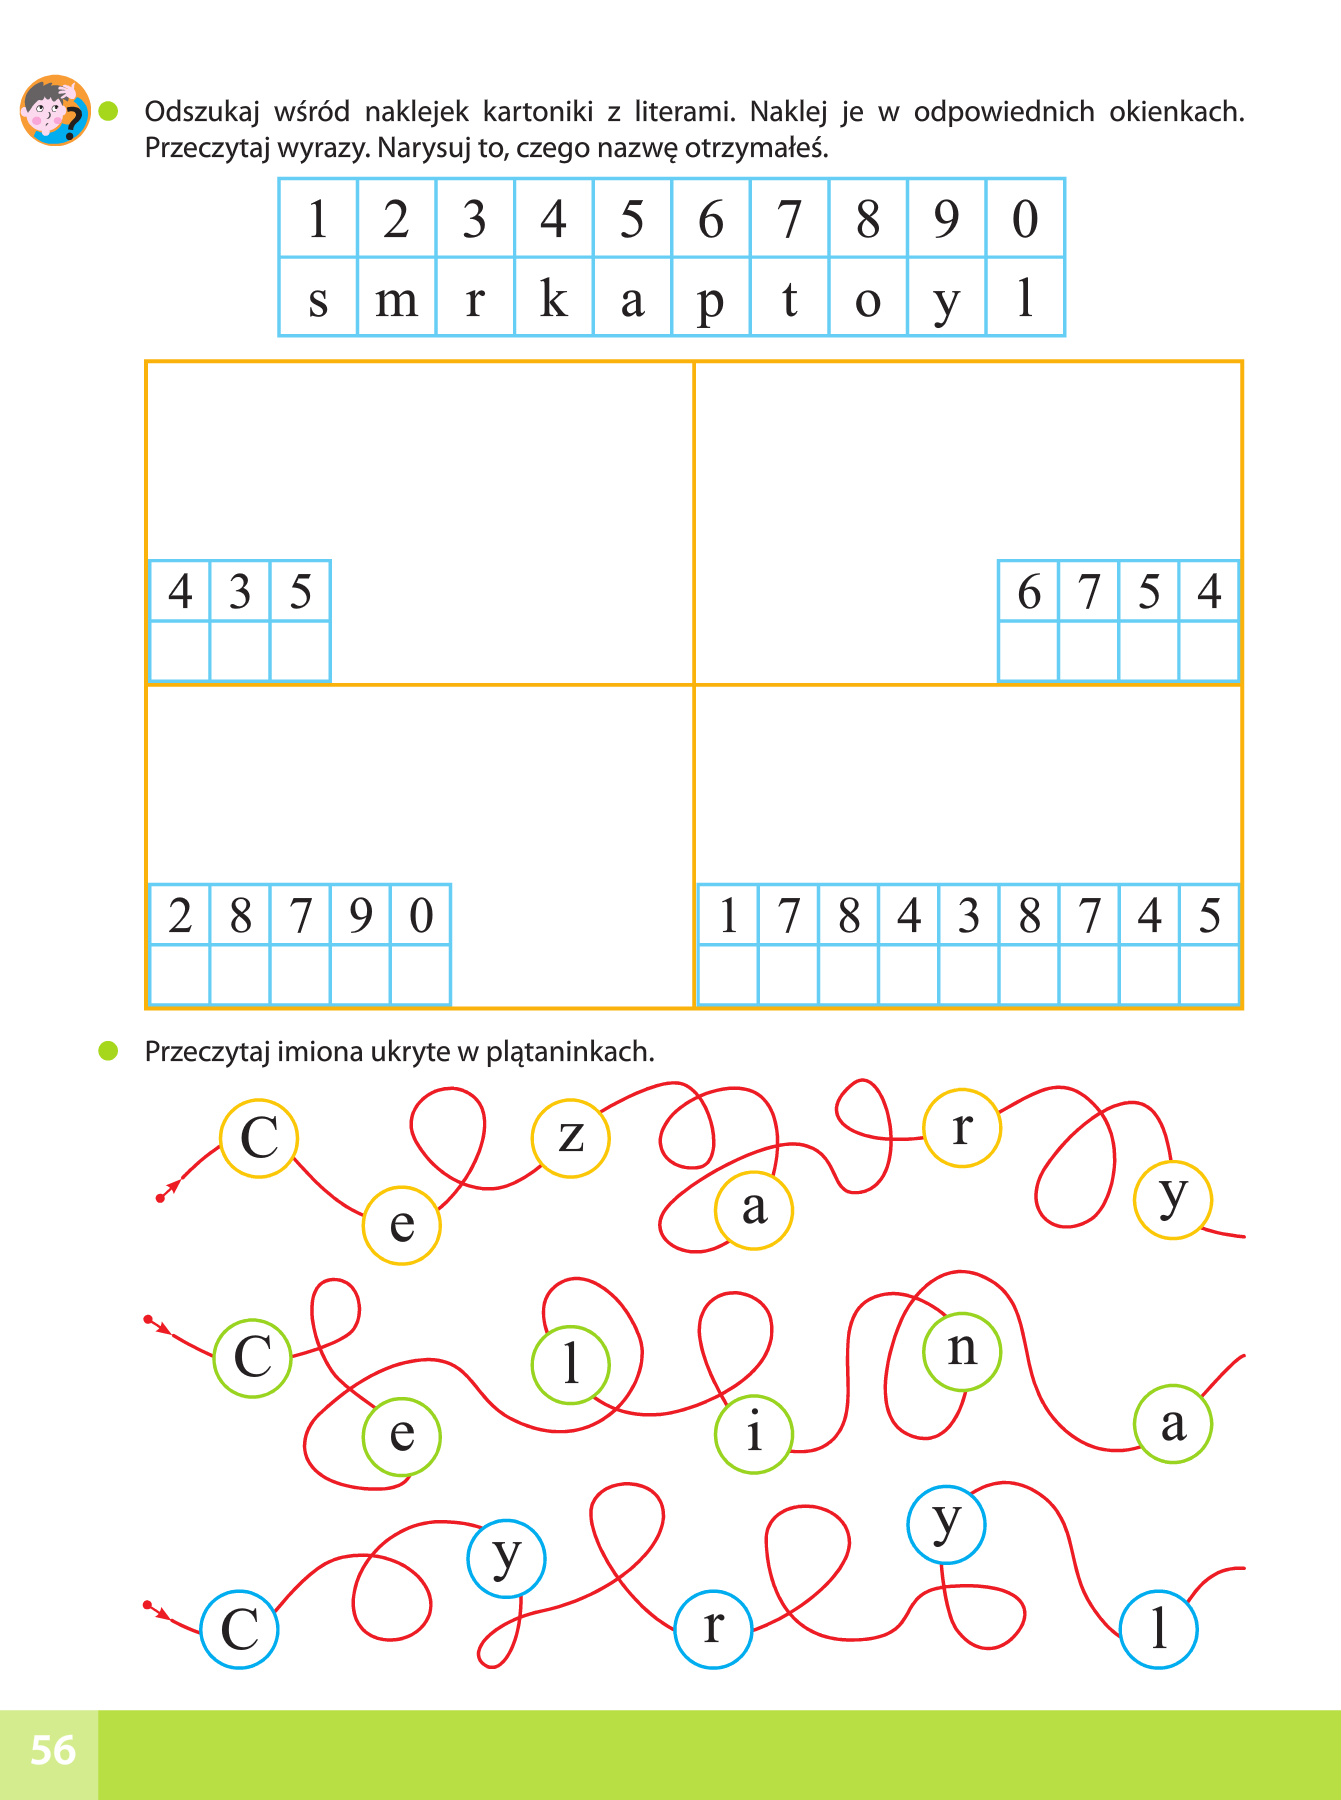 Odszukaj wśród naklejek kartoniki z literami. Naklej je w odpowiednich okienkach.
Przeczytaj wyrazy. Narysuj to, czego nazwę otrzymałeś.
1 2 3 4 5 6 7 8 9 0
s m r k a p t o y l
4 3 5
6 7 5 4
2 8 7 9 0
1 7 8 4 3 8 7 4 5
Przeczytaj imiona ukryte w plątaninkach.
C e z a r y
C e l i n a
C y r y l
56
?